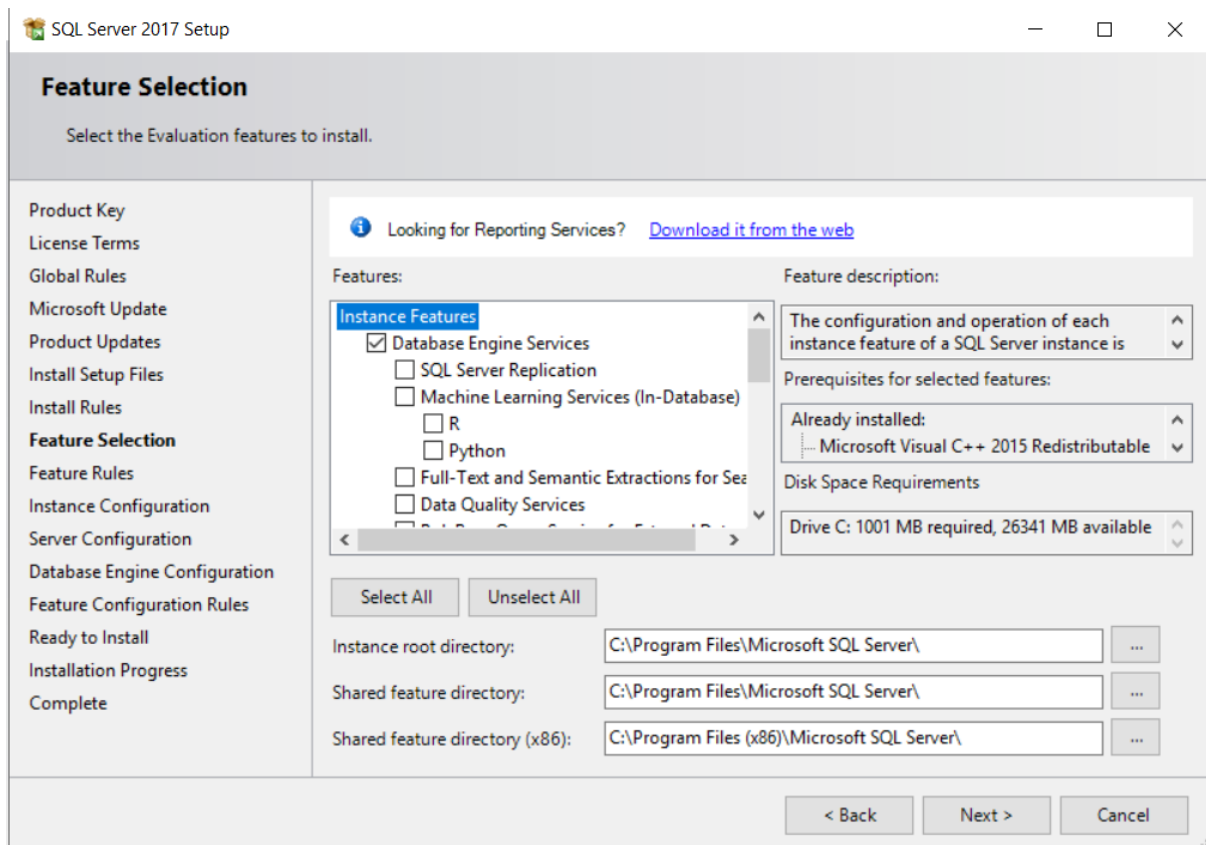 SQL Server 2017 Setup
Feature Selection
Select the Evaluation features to install.
Product Key
License Terms
Global Rules
Microsoft Update
Product Updates
Install Setup Files
Install Rules
Feature Selection
Feature Rules
Instance Configuration
Server Configuration
Database Engine Configuration
Feature Configuration Rules
Ready to Install
Installation Progress
Complete
Looking for Reporting Services? Download it from the web
Features:
Instance Features
Database Engine Services
SQL Server Replication
Machine Learning Services (In-Database)
R
Python
Full-Text and Semantic Extractions for Sea
Data Quality Services
Feature description:
The configuration and operation of each
instance feature of a SQL Server instance is
Prerequisites for selected features:
Already installed:
Microsoft Visual C++ 2015 Redistributable
Disk Space Requirements
Drive C: 1001 MB required, 26341 MB available
Select All
Unselect All
Instance root directory: C:\Program Files\Microsoft SQL Server\ ...
Shared feature directory: C:\Program Files\Microsoft SQL Server\ ...
Shared feature directory (x86): C:\Program Files (x86)\Microsoft SQL Server\ ...
< Back
Next >
Cancel